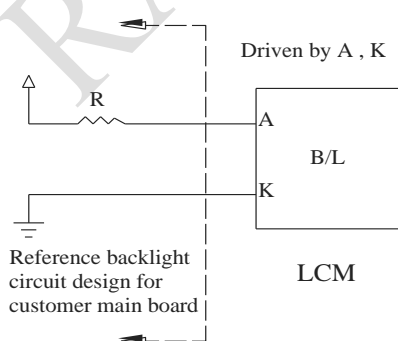 Driven by A , K
R
A
B/L
K
Reference backlight
circuit design for
customer main board
LCM